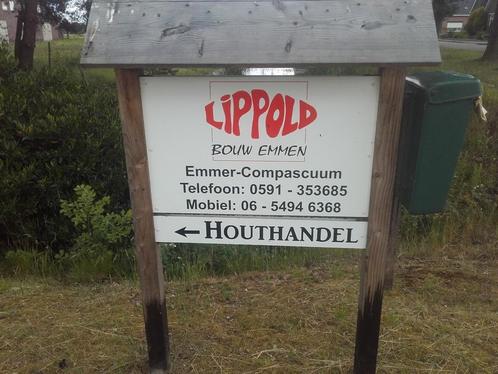 LIPPOLD
BOUW EMMEN
Emmer-Compascuum
Telefoon: 0591 - 353685
Mobiel: 06 - 5494 6368
← HOUTHANDEL